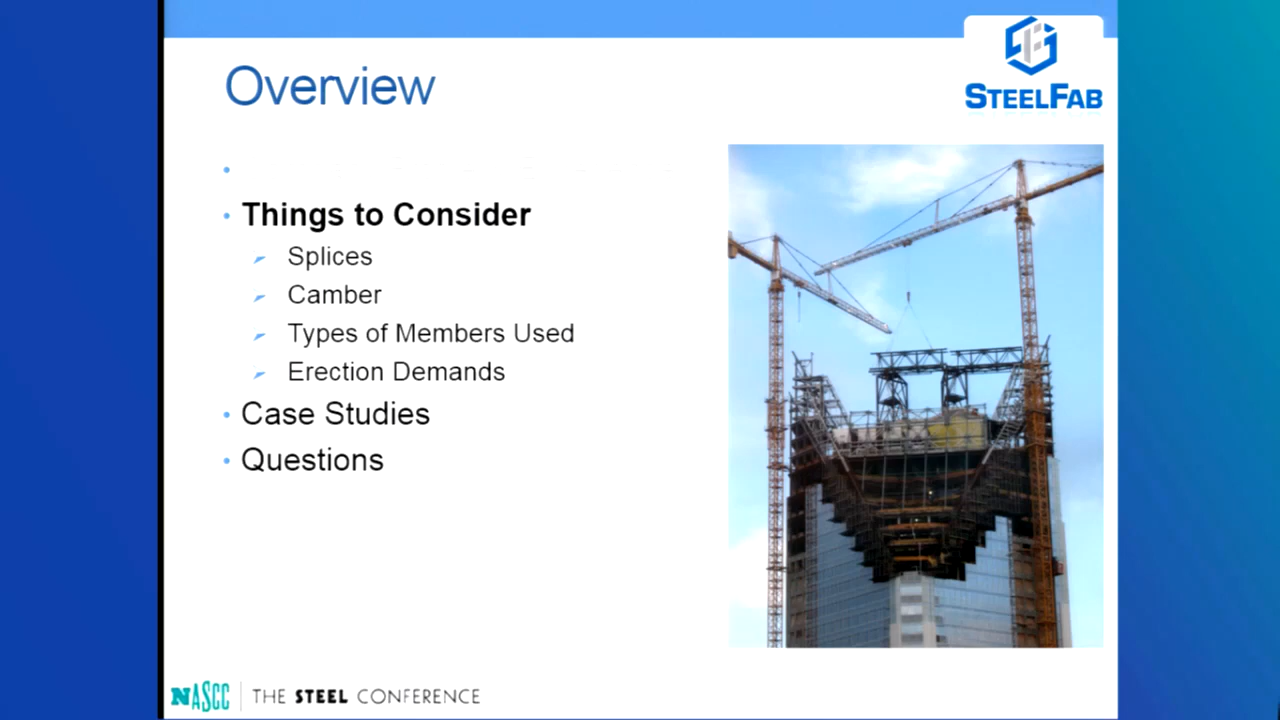 Overview
STEELFAB
Things to Consider
Splices
Camber
Types of Members Used
Erection Demands
Case Studies
Questions
NASCC THE STEEL CONFERENCE